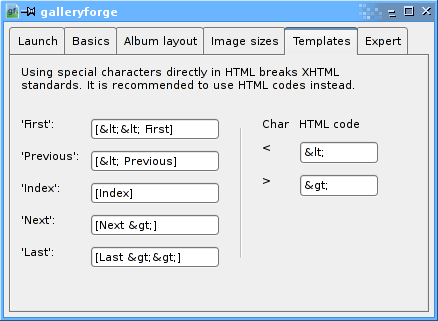 galleryforge
Launch Basics Album layout Image sizes Templates Expert
Using special characters directly in HTML breaks XHTML
standards. It is recommended to use HTML codes instead.
'First': [&lt;&lt; First]
'Previous': [&lt; Previous]
'Index': [Index]
'Next': [Next &gt;]
'Last': [Last &gt;&gt;]
Char HTML code
< &lt;
> &gt;